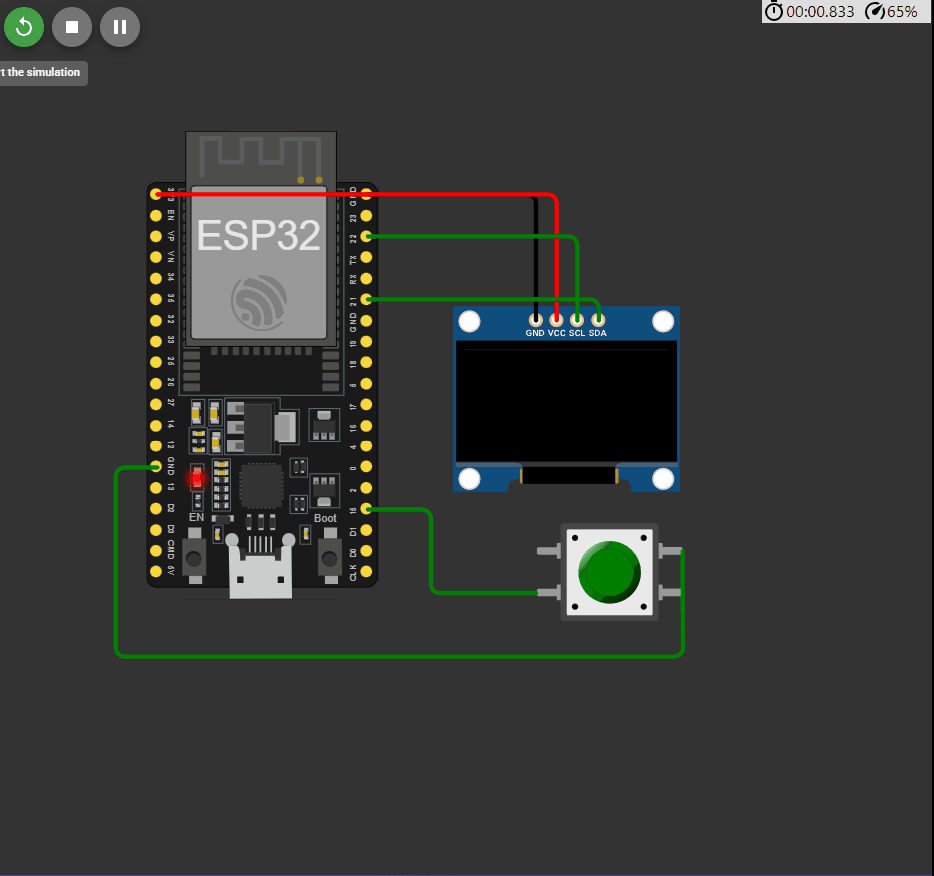 00:00.833 65%
rt the simulation
ESP32
3V3
EN
VP
VN
34
35
32
33
25
26
27
14
12
GND
13
D2
D3
CMD
5V
GND
23
22
TX
RX
21
GND
19
18
5
17
16
4
0
2
15
D1
D0
CLK
EN
Boot
GND VCC SCL SDA